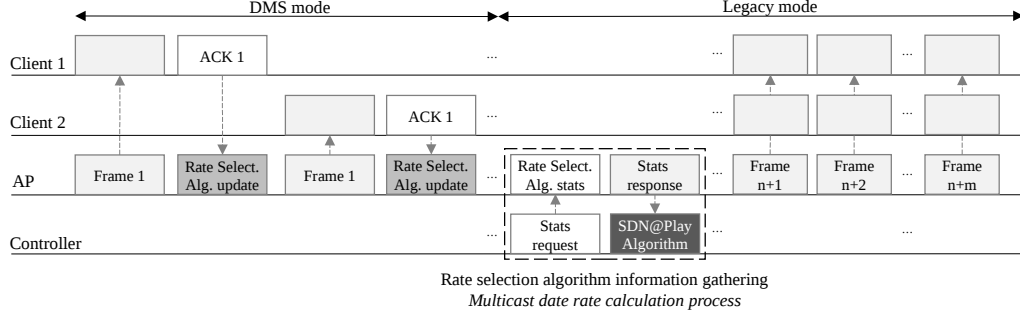 DMS mode
Legacy mode
Client 1
ACK 1
...
...
...
Client 2
ACK 1
...
...
AP
Frame 1
Rate Select.
Alg. update
Frame 1
Rate Select.
Alg. update
...
Rate Select.
Alg. stats
Stats
response
...
Frame
n+1
Frame
n+2
...
Frame
n+m
Controller
...
Stats
request
SDN@Play
Algorithm
...
...
Rate selection algorithm information gathering
Multicast date rate calculation process